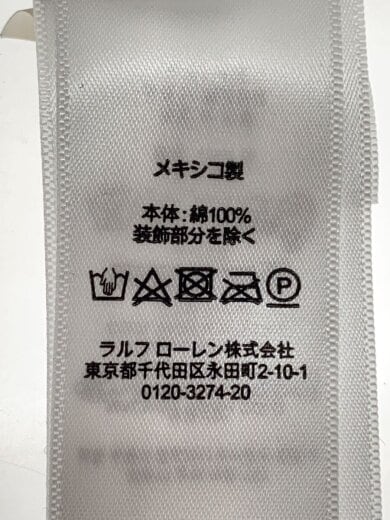 メキシコ製
本体：綿100%
装飾部分を除く
P
ラルフ ローレン株式会社
東京都千代田区永田町2-10-1
0120-3274-20